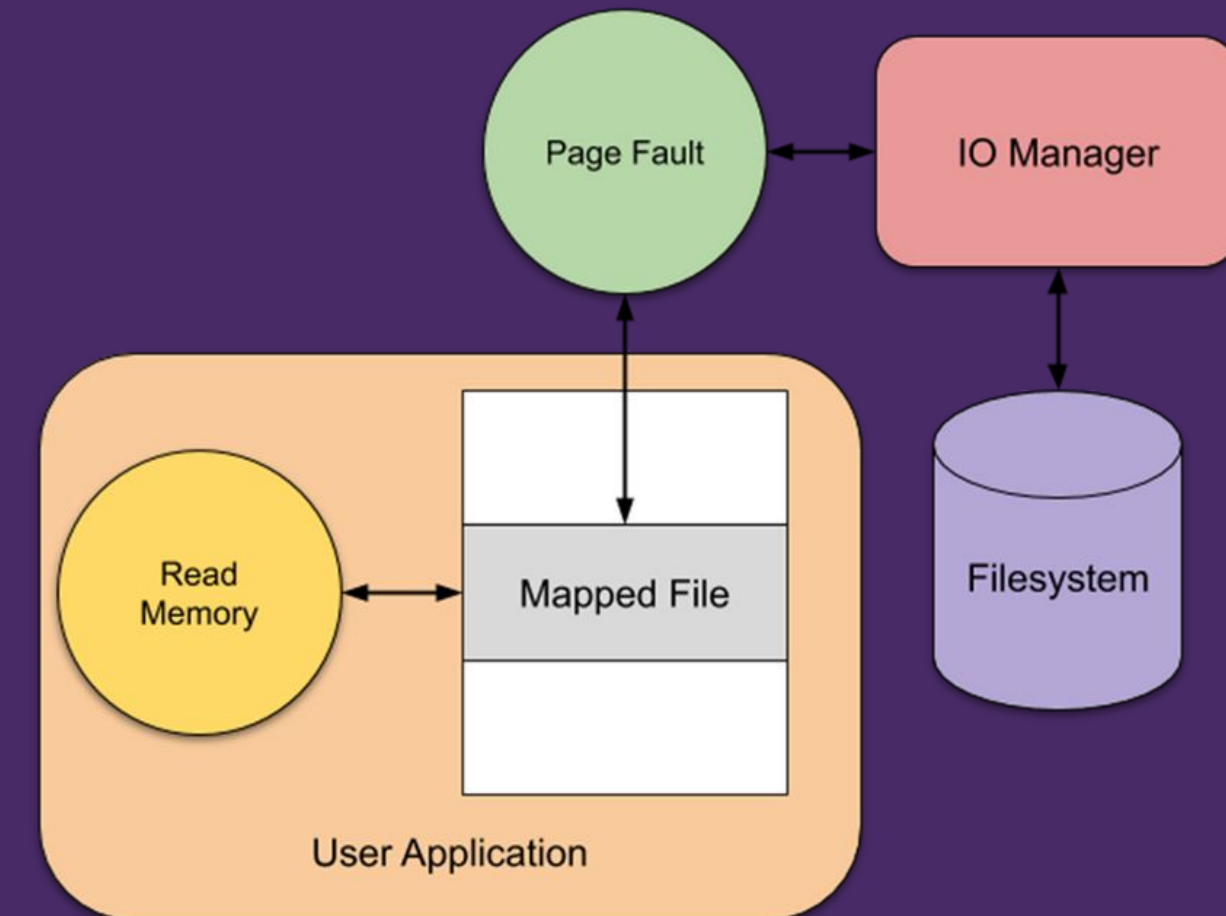 Page Fault
IO Manager
Read
Memory
Mapped File
Filesystem
User Application